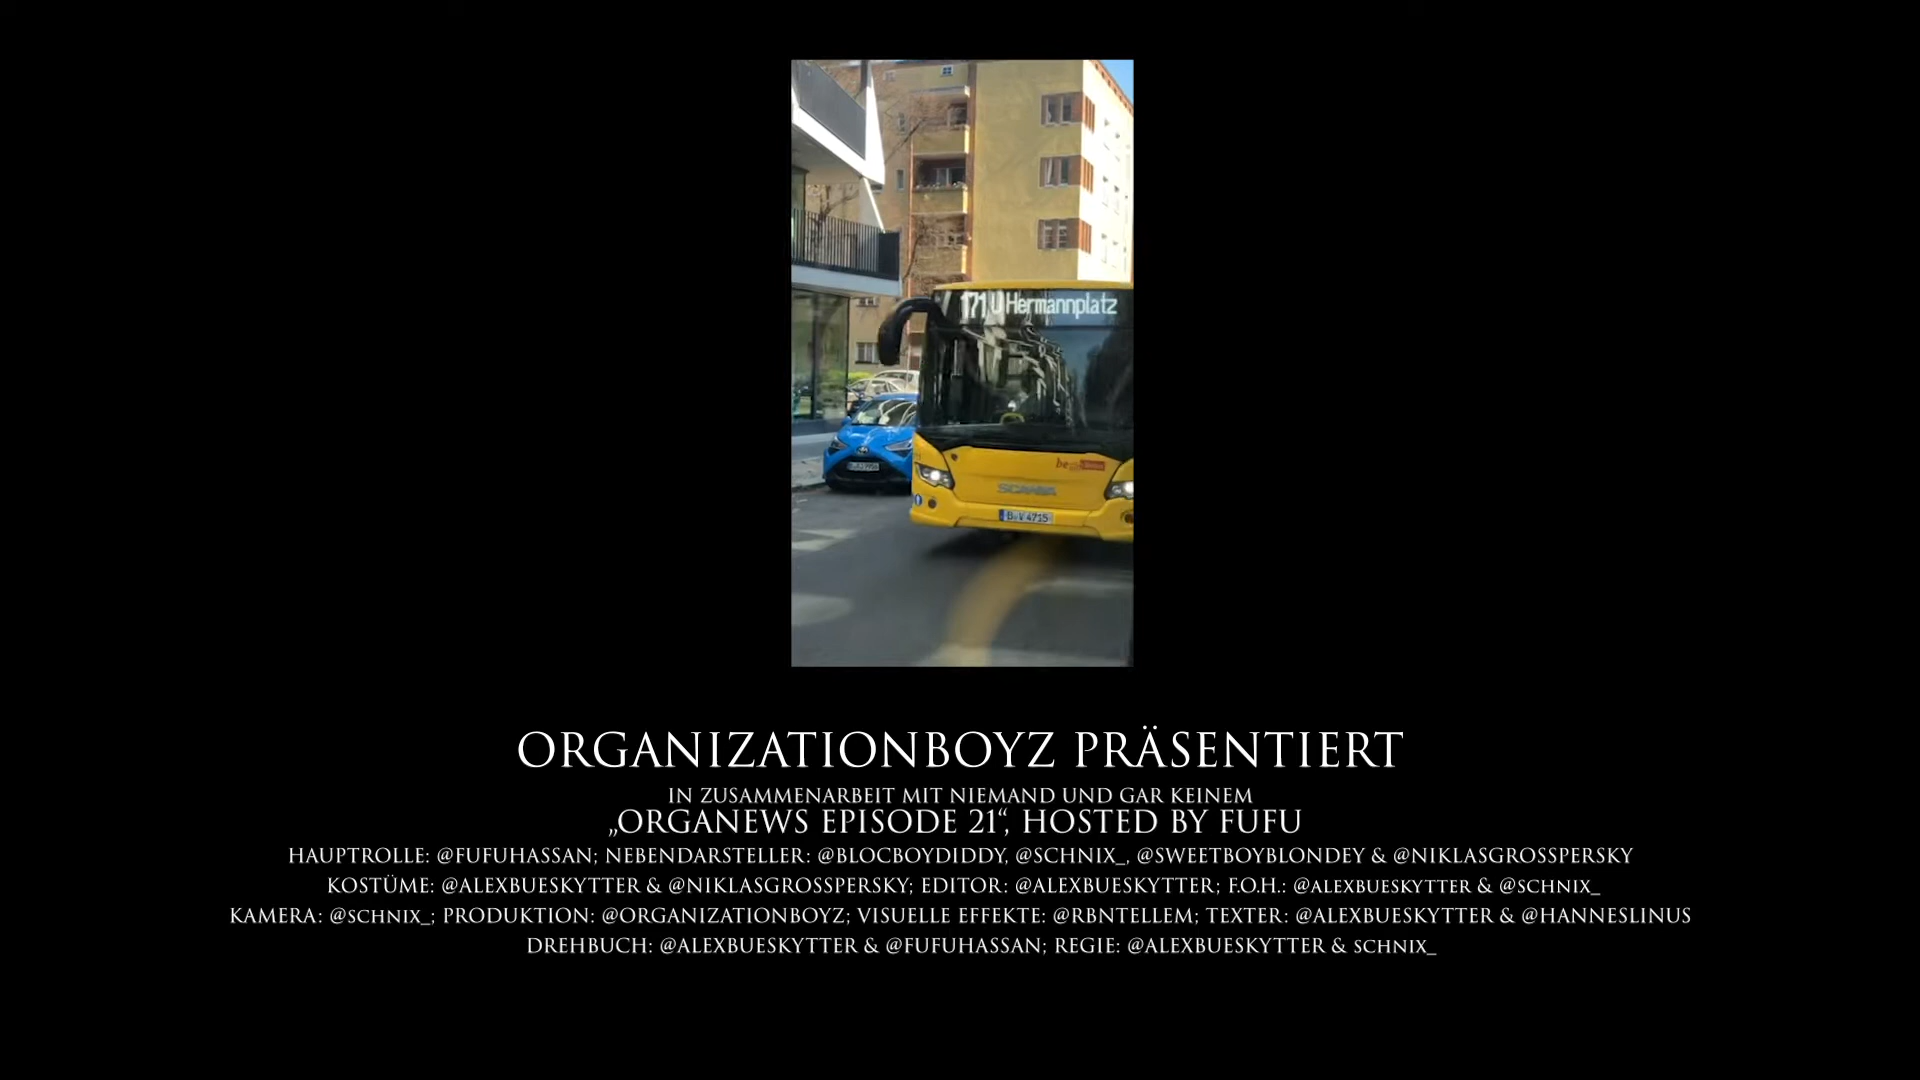 171 U Hermannplatz
SCANIA
B-V 4715
ORGANIZATIONBOYZ PRÄSENTIERT
IN ZUSAMMENARBEIT MIT NIEMAND UND GAR KEINEM
„ORGANEWS EPISODE 21“, HOSTED BY FUFU
HAUPTROLLE: @FUFUHASSAN; NEBENDARSTELLER: @BLOCBOYDIDDY, @SCHNIX_, @SWEETBOYBLONDEY & @NIKLASGROSSPERSKY
KOSTÜME: @ALEXBUESKYTTER & @NIKLASGROSSPERSKY; EDITOR: @ALEXBUESKYTTER; F.O.H.: @ALEXBUESKYTTER & @SCHNIX_
KAMERA: @SCHNIX_; PRODUKTION: @ORGANIZATIONBOYZ; VISUELLE EFFEKTE: @RBNTELLEM; TEXTER: @ALEXBUESKYTTER & @HANNESLINUS
DREHBUCH: @ALEXBUESKYTTER & @FUFUHASSAN; REGIE: @ALEXBUESKYTTER & SCHNIX_